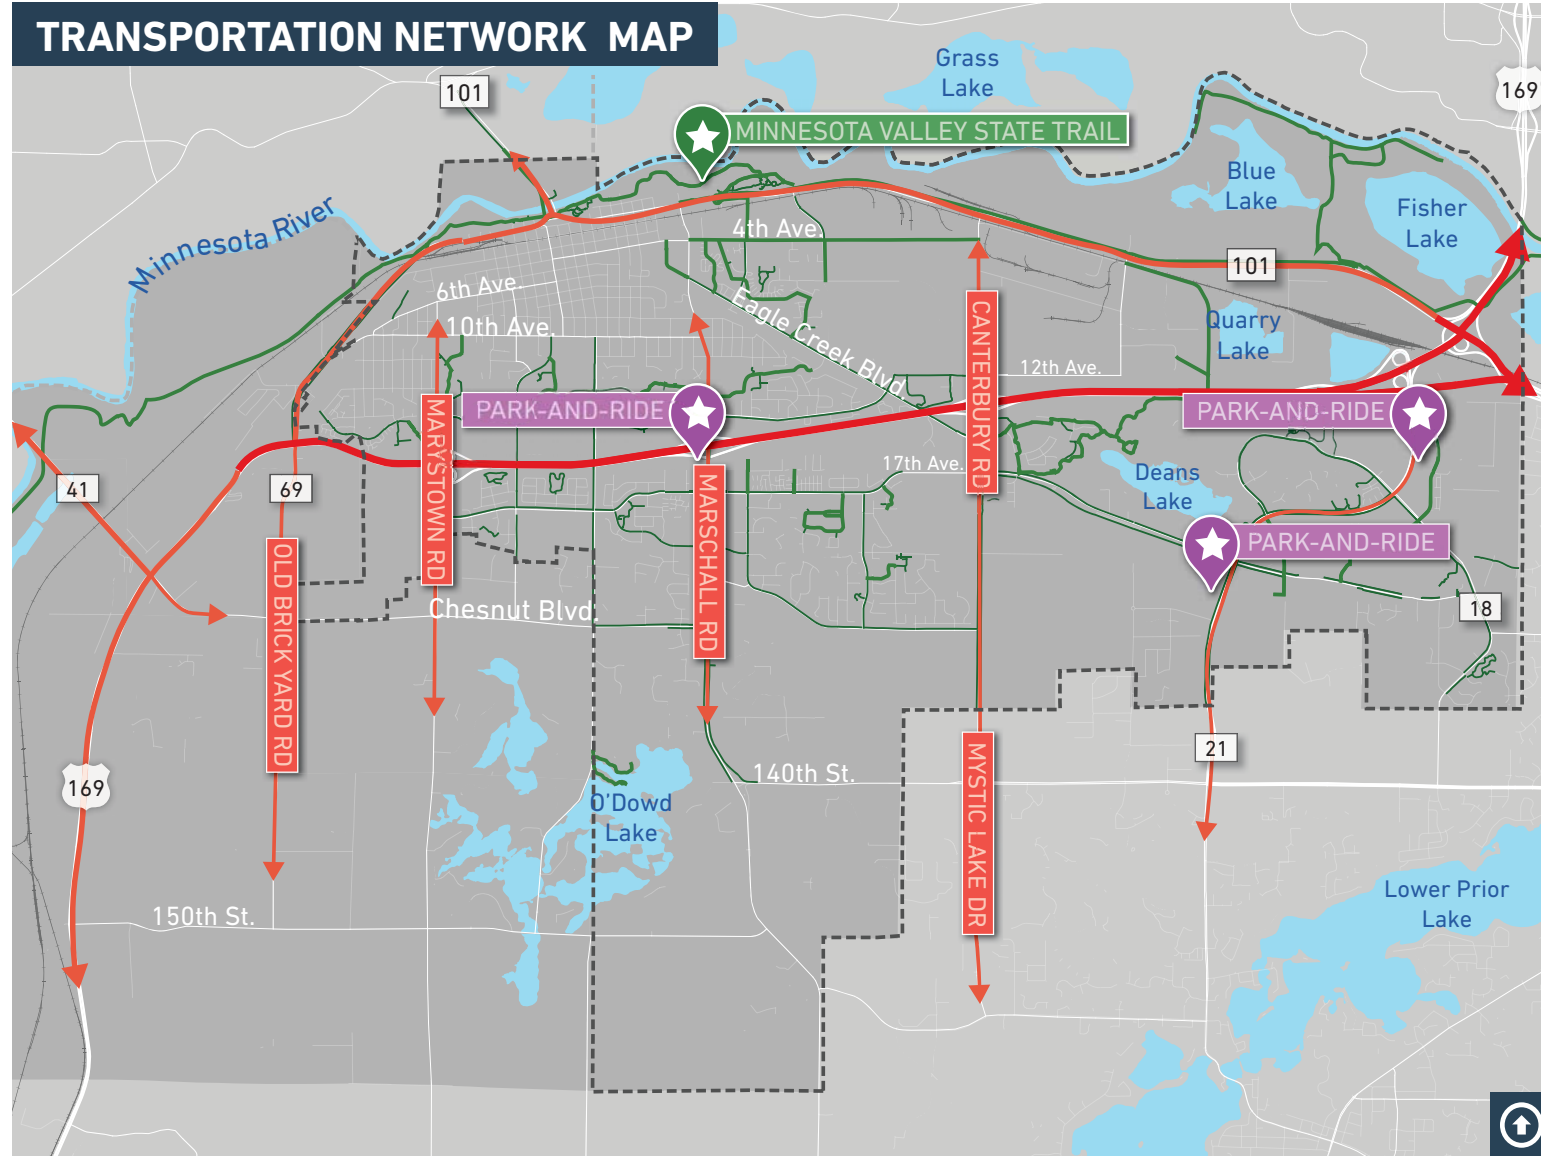 TRANSPORTATION NETWORK MAP
Grass
Lake
101
169
MINNESOTA VALLEY STATE TRAIL
Blue
Lake
Fisher
Lake
Minnesota River
4th Ave.
101
6th Ave.
10th Ave.
Eagle Creek Blvd.
Quarry
Lake
12th Ave.
CANTERBURY RD
PARK-AND-RIDE
PARK-AND-RIDE
MARYSTOWN RD
17th Ave.
Deans
Lake
41
69
MARSCHALL RD
PARK-AND-RIDE
OLD BRICK YARD RD
Chesnut Blvd.
18
MYSTIC LAKE DR
21
169
140th St.
O'Dowd
Lake
Lower Prior
Lake
150th St.